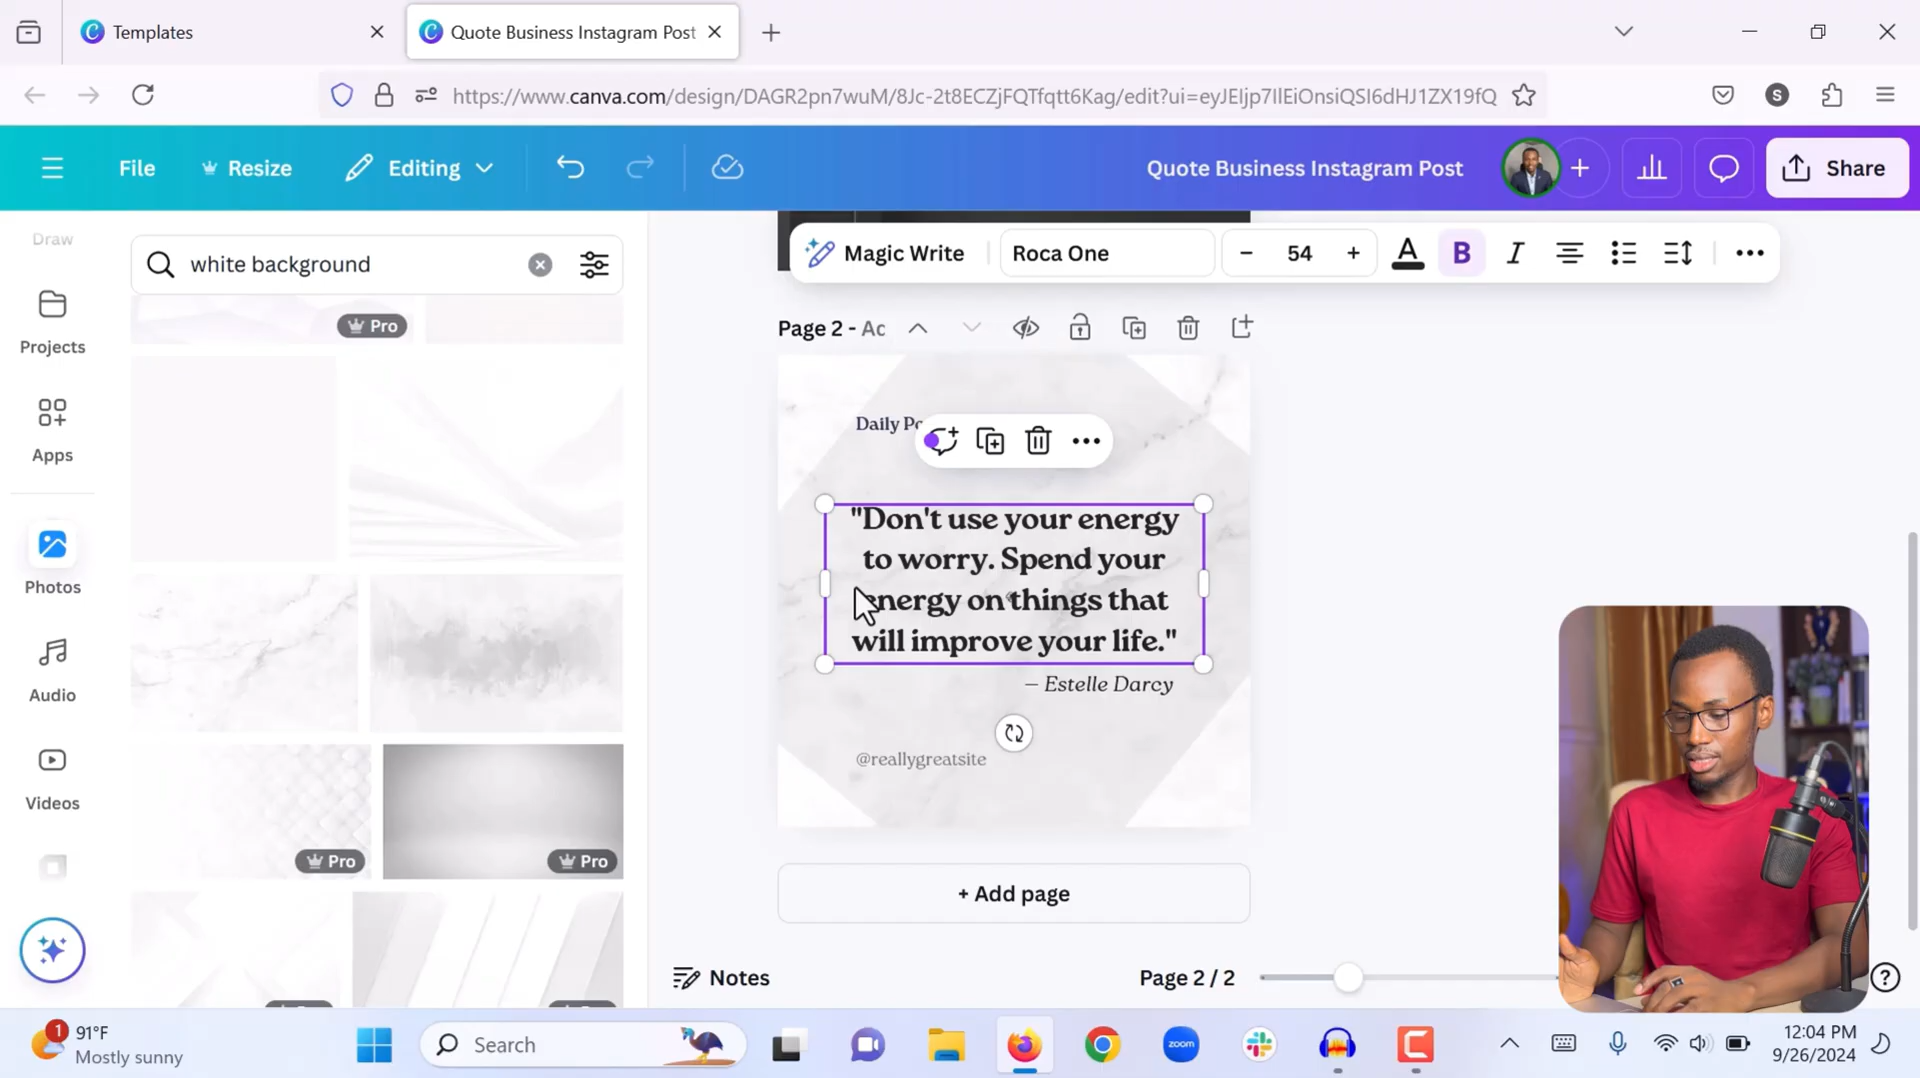 Templates
Quote Business Instagram Post
https://www.canva.com/design/DAGR2pn7wuM/8Jc-2t8ECZjFQTfqtt6Kag/edit?ui=eyJEIjp7IlEiOnsiQSI6dHJ1ZX19fQ
S
File
Resize
Editing
Quote Business Instagram Post
Share
Draw
white background
Magic Write
Roca One
54
A
B
I
Projects
Pro
Page 2 - Ac
Apps
Daily Po
"Don't use your energy
to worry. Spend your
energy on things that
will improve your life."
– Estelle Darcy
@reallygreatsite
Photos
Audio
Videos
Pro
Pro
+ Add page
Notes
Page 2 / 2
1
91°F
Mostly sunny
Search
zoom
12:04 PM
9/26/2024